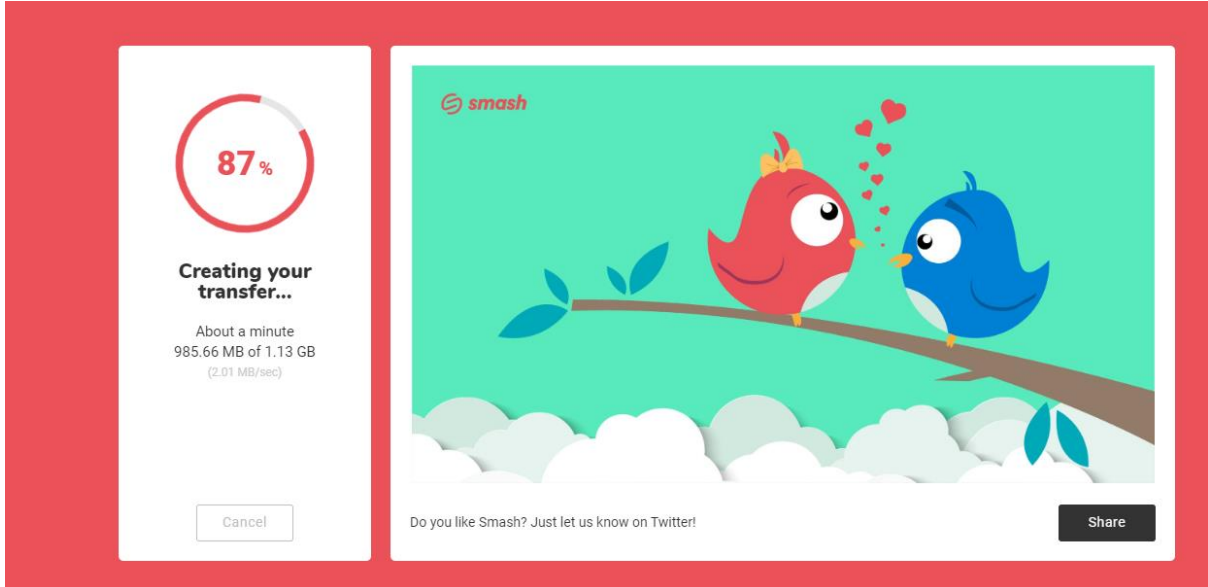 87 %
Creating your
transfer...
About a minute
985.66 MB of 1.13 GB
(2.01 MB/sec)
Cancel
smash
Do you like Smash? Just let us know on Twitter!
Share